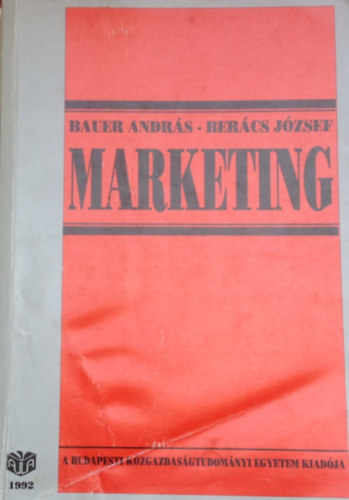 BAUER ANDRÁS - BERÁCS JÓZSEF
MARKETING
A BUDAPESTI KÖZGAZDASÁGTUDOMÁNYI EGYETEM KIADÓJA
1992